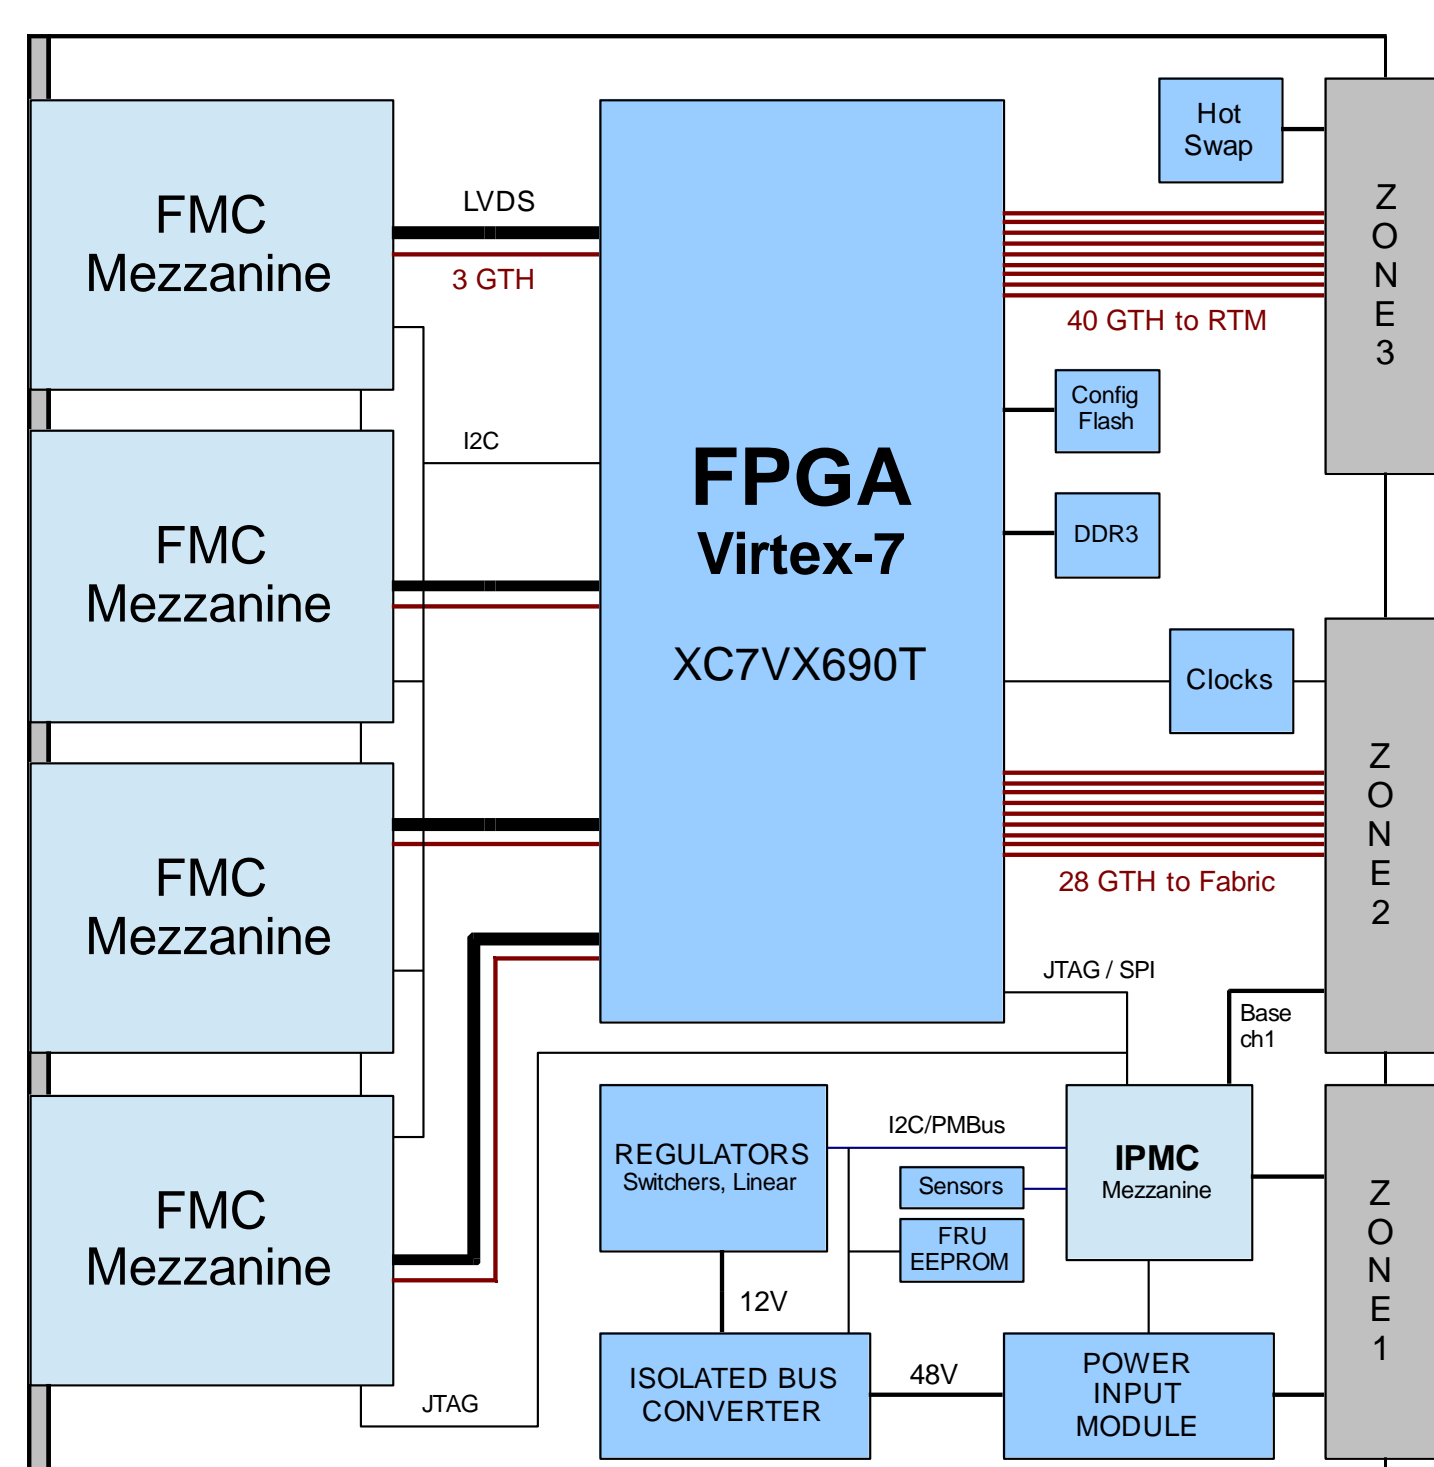 Hot
Swap
FMC
Mezzanine
LVDS
3 GTH
40 GTH to RTM
Z
O
N
E
3
Config
Flash
I2C
FPGA
Virtex-7
XC7VX690T
DDR3
FMC
Mezzanine
Clocks
28 GTH to Fabric
Z
O
N
E
2
FMC
Mezzanine
JTAG / SPI
Base
ch1
I2C/PMBus
REGULATORS
Switchers, Linear
Sensors
FRU
EEPROM
IPMC
Mezzanine
Z
O
N
E
1
FMC
Mezzanine
12V
ISOLATED BUS
CONVERTER
48V
POWER
INPUT
MODULE
JTAG